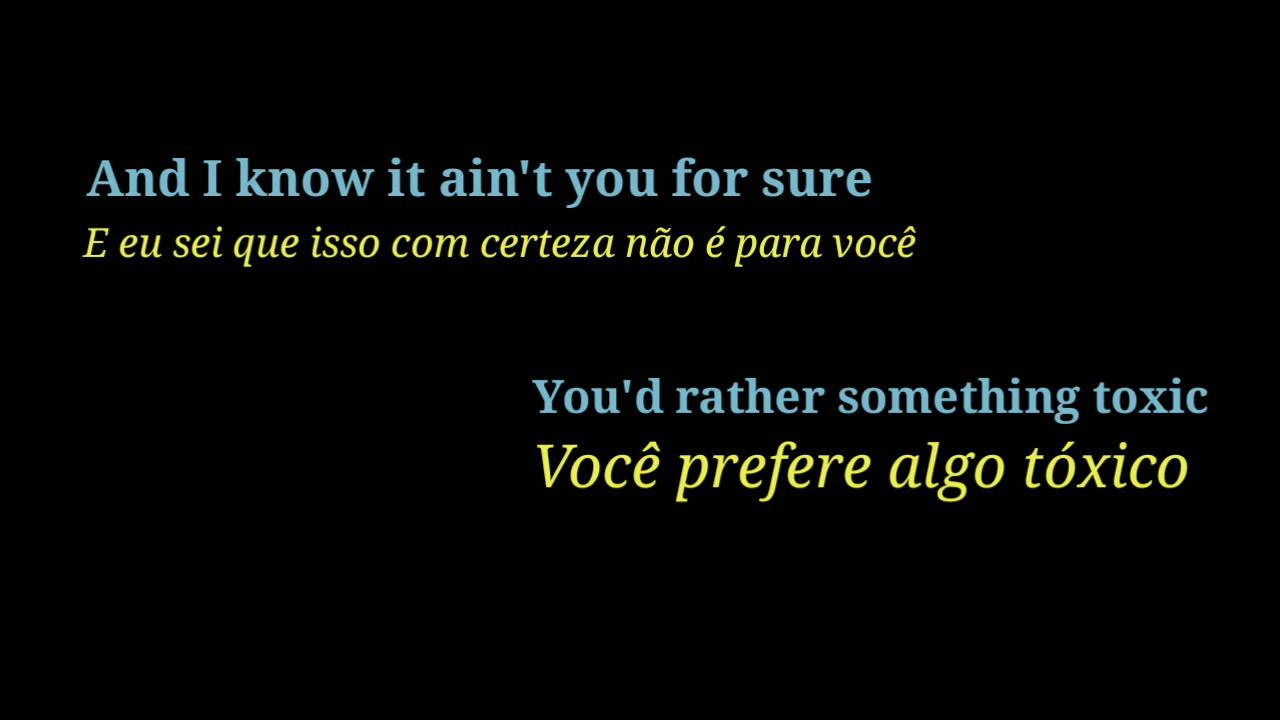 And I know it ain't you for sure
E eu sei que isso com certeza não é para você
You'd rather something toxic
Você prefere algo tóxico